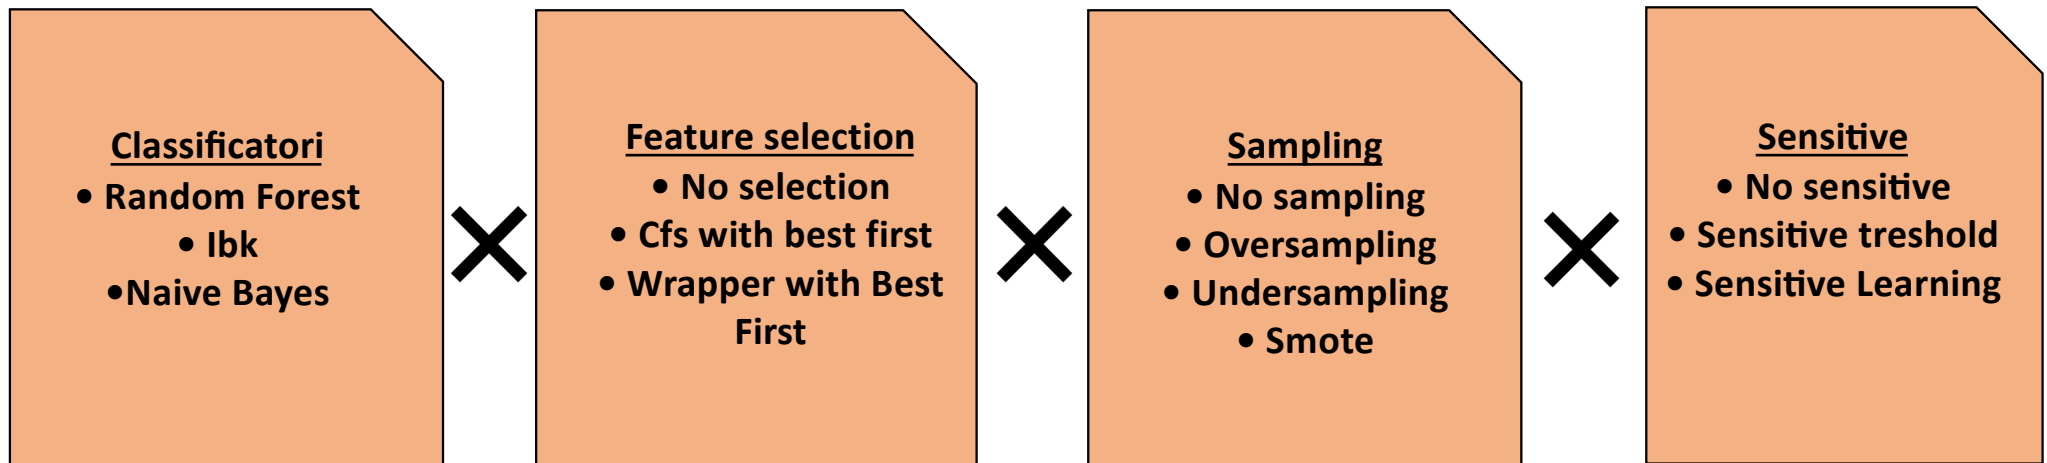 Classificatori
• Random Forest
• Ibk
•Naive Bayes
Feature selection
• No selection
• Cfs with best first
• Wrapper with Best
First
Sampling
• No sampling
• Oversampling
• Undersampling
• Smote
Sensitive
• No sensitive
• Sensitive treshold
• Sensitive Learning